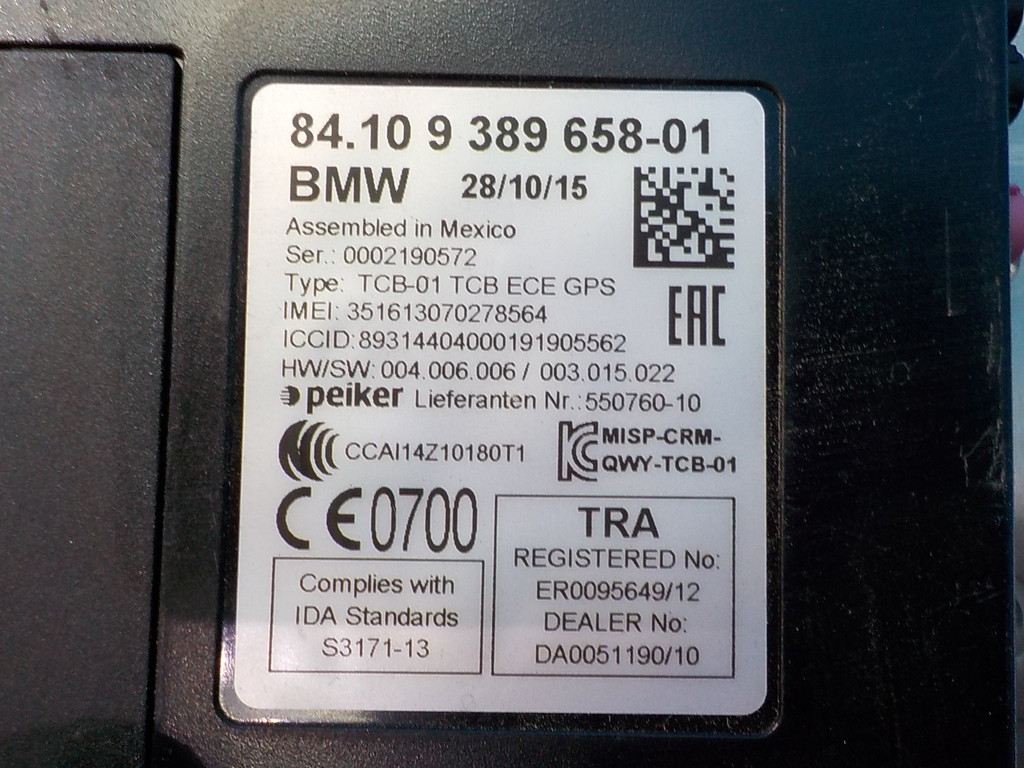 84.10 9 389 658-01
BMW 28/10/15
Assembled in Mexico
Ser.: 0002190572
Type: TCB-01 TCB ECE GPS
IMEI: 351613070278564
EAC
ICCID: 89314404000191905562
HW/SW: 004.006.006 / 003.015.022
peiker Lieferanten Nr.: 550760-10
CCAI14Z10180T1
MISP-CRM-
QWY-TCB-01
CE0700
Complies with
IDA Standards
S3171-13
TRA
REGISTERED No:
ER0095649/12
DEALER No:
DA0051190/10